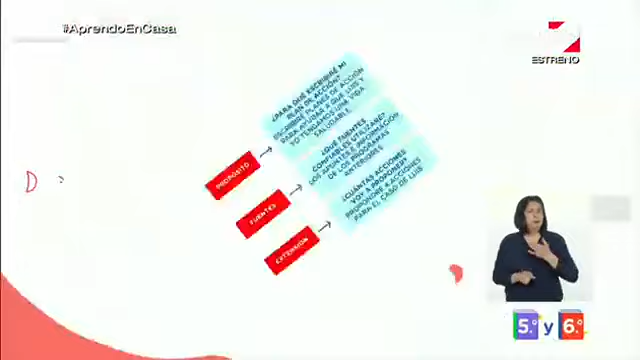 #AprendoEnCasa
ESTRENO
¿PARA QUÉ ESCRIBIRÉ MI
PLAN DE ACCIÓN?
ESCRIBIRÉ PLANES DE ACCIÓN
PARA AYUDAR A QUE LUIS Y
YO TENGAMOS UNA VIDA
SALUDABLE
PROPÓSITO
¿QUÉ FUENTES
CONFIABLES UTILIZARÉ?
LOS APUNTES E INFORMACIÓN
DE LOS PROGRAMAS
ANTERIORES
FUENTES
¿CUÁNTAS ACCIONES
VOY A PROPONER?
PROPONDRÉ 4 ACCIONES
PARA EL CASO DE LUIS
EXTENSIÓN
D
5.º y 6.º